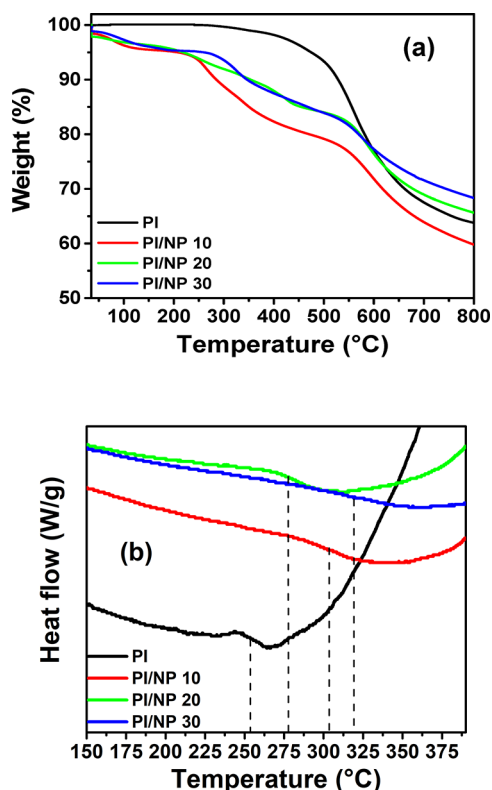 (a)
100
90
80
70
60
50
Weight (%)
PI
PI/NP 10
PI/NP 20
PI/NP 30
100 200 300 400 500 600 700 800
Temperature (°C)
(b)
Heat flow (W/g)
PI
PI/NP 10
PI/NP 20
PI/NP 30
150 175 200 225 250 275 300 325 350 375
Temperature (°C)